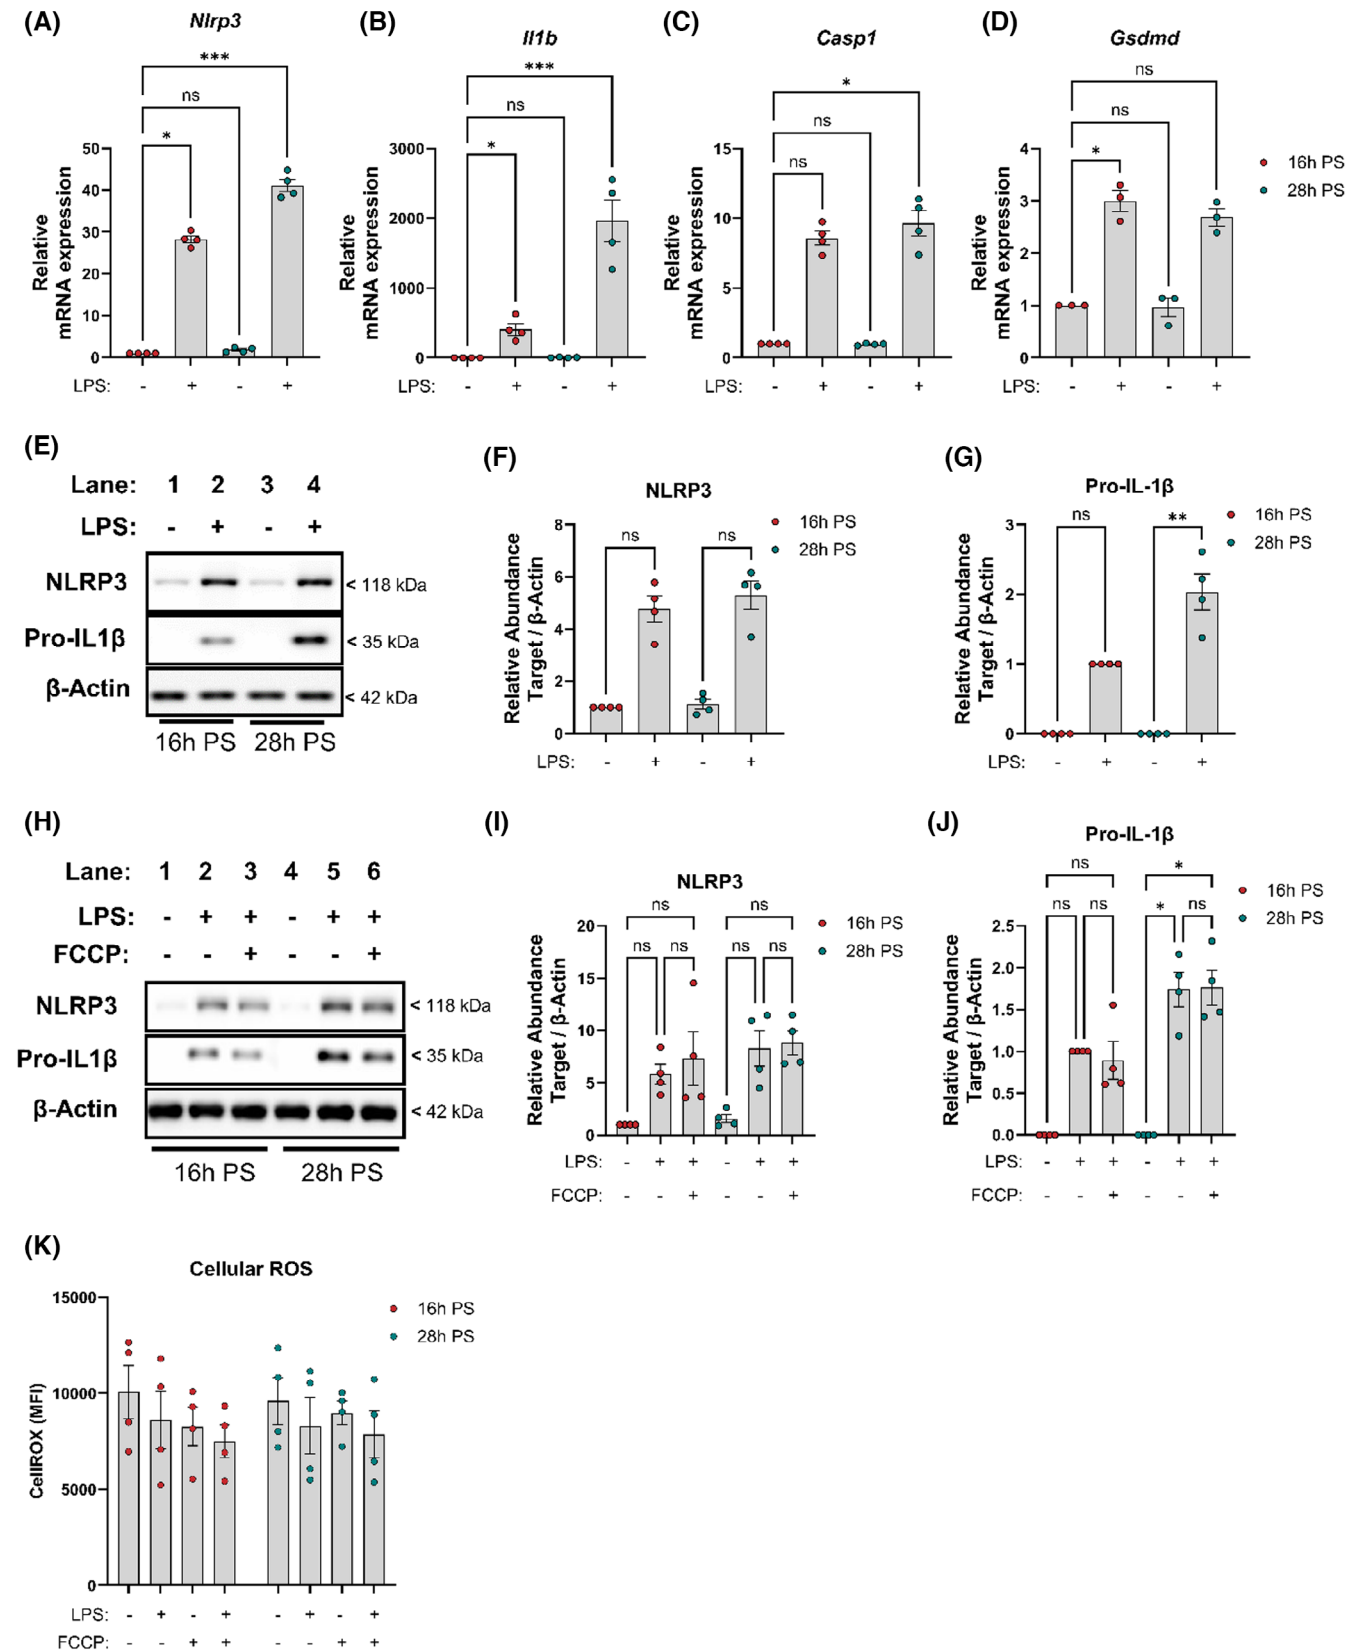 (A)
Nlrp3
***
ns
*
50
40
30
20
10
0
Relative
mRNA expression
LPS: - + - +
(B)
Il1b
***
ns
*
3000
2000
1000
0
Relative
mRNA expression
LPS: - + - +
(C)
Casp1
*
ns
ns
15
10
5
0
Relative
mRNA expression
LPS: - + - +
(D)
Gsdmd
ns
ns
*
4
3
2
1
0
Relative
mRNA expression
LPS: - + - +
16h PS
28h PS
(E)
Lane: 1 2 3 4
LPS: - + - +
NLRP3 < 118 kDa
Pro-IL1β < 35 kDa
β-Actin < 42 kDa
16h PS 28h PS
(F)
NLRP3
16h PS
28h PS
ns ns
8
6
4
2
0
Relative Abundance
Target / β-Actin
LPS: - + - +
(G)
Pro-IL-1β
16h PS
28h PS
ns **
3
2
1
0
Relative Abundance
Target / β-Actin
LPS: - + - +
(H)
Lane: 1 2 3 4 5 6
LPS: - + + - + +
FCCP: - - + - - +
NLRP3 < 118 kDa
Pro-IL1β < 35 kDa
β-Actin < 42 kDa
16h PS 28h PS
(I)
NLRP3
16h PS
28h PS
ns ns
ns ns ns ns
20
15
10
5
0
Relative Abundance
Target / β-Actin
LPS: - + + - + +
FCCP: - - + - - +
(J)
Pro-IL-1β
16h PS
28h PS
ns *
ns ns * ns
2.5
2.0
1.5
1.0
0.5
0.0
Relative Abundance
Target / β-Actin
LPS: - + + - + +
FCCP: - - + - - +
(K)
Cellular ROS
16h PS
28h PS
15000
10000
5000
0
CellROX (MFI)
LPS: - + - + - + - +
FCCP: - - + + - - + +